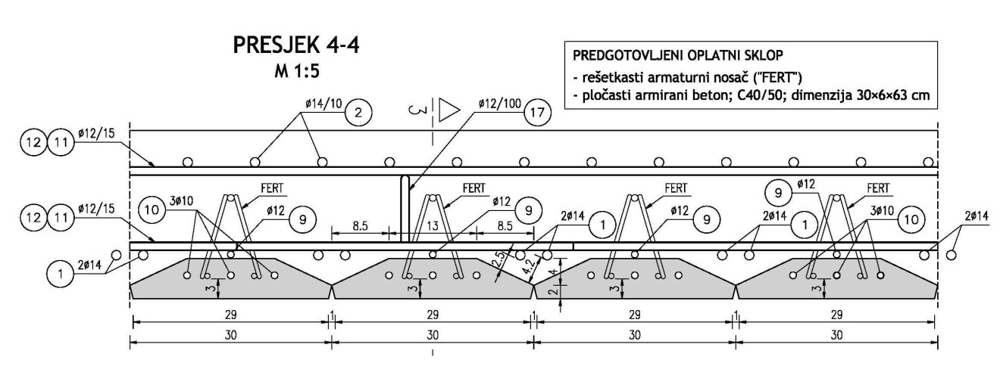 PRESJEK 4-4
M 1:5
PREDGOTOVLJENI OPLATNI SKLOP
- rešetkasti armaturni nosač ("FERT")
- pločasti armirani beton; C40/50; dimenzija 30×6×63 cm
ø14/10 2
3
ø12/100 17
12 11 ø12/15
FERT
FERT
FERT
FERT
9 ø12
12 11 ø12/15
10 3ø10
ø12 9
ø12 9
ø12 9
3ø10 10
8.5 13 8.5
2ø14 1
2ø14 1
2ø14
1 2ø14
2.5
4.2
4
2
3
3
3
3
29 1 29 1 29 1 29
30 30 30 30